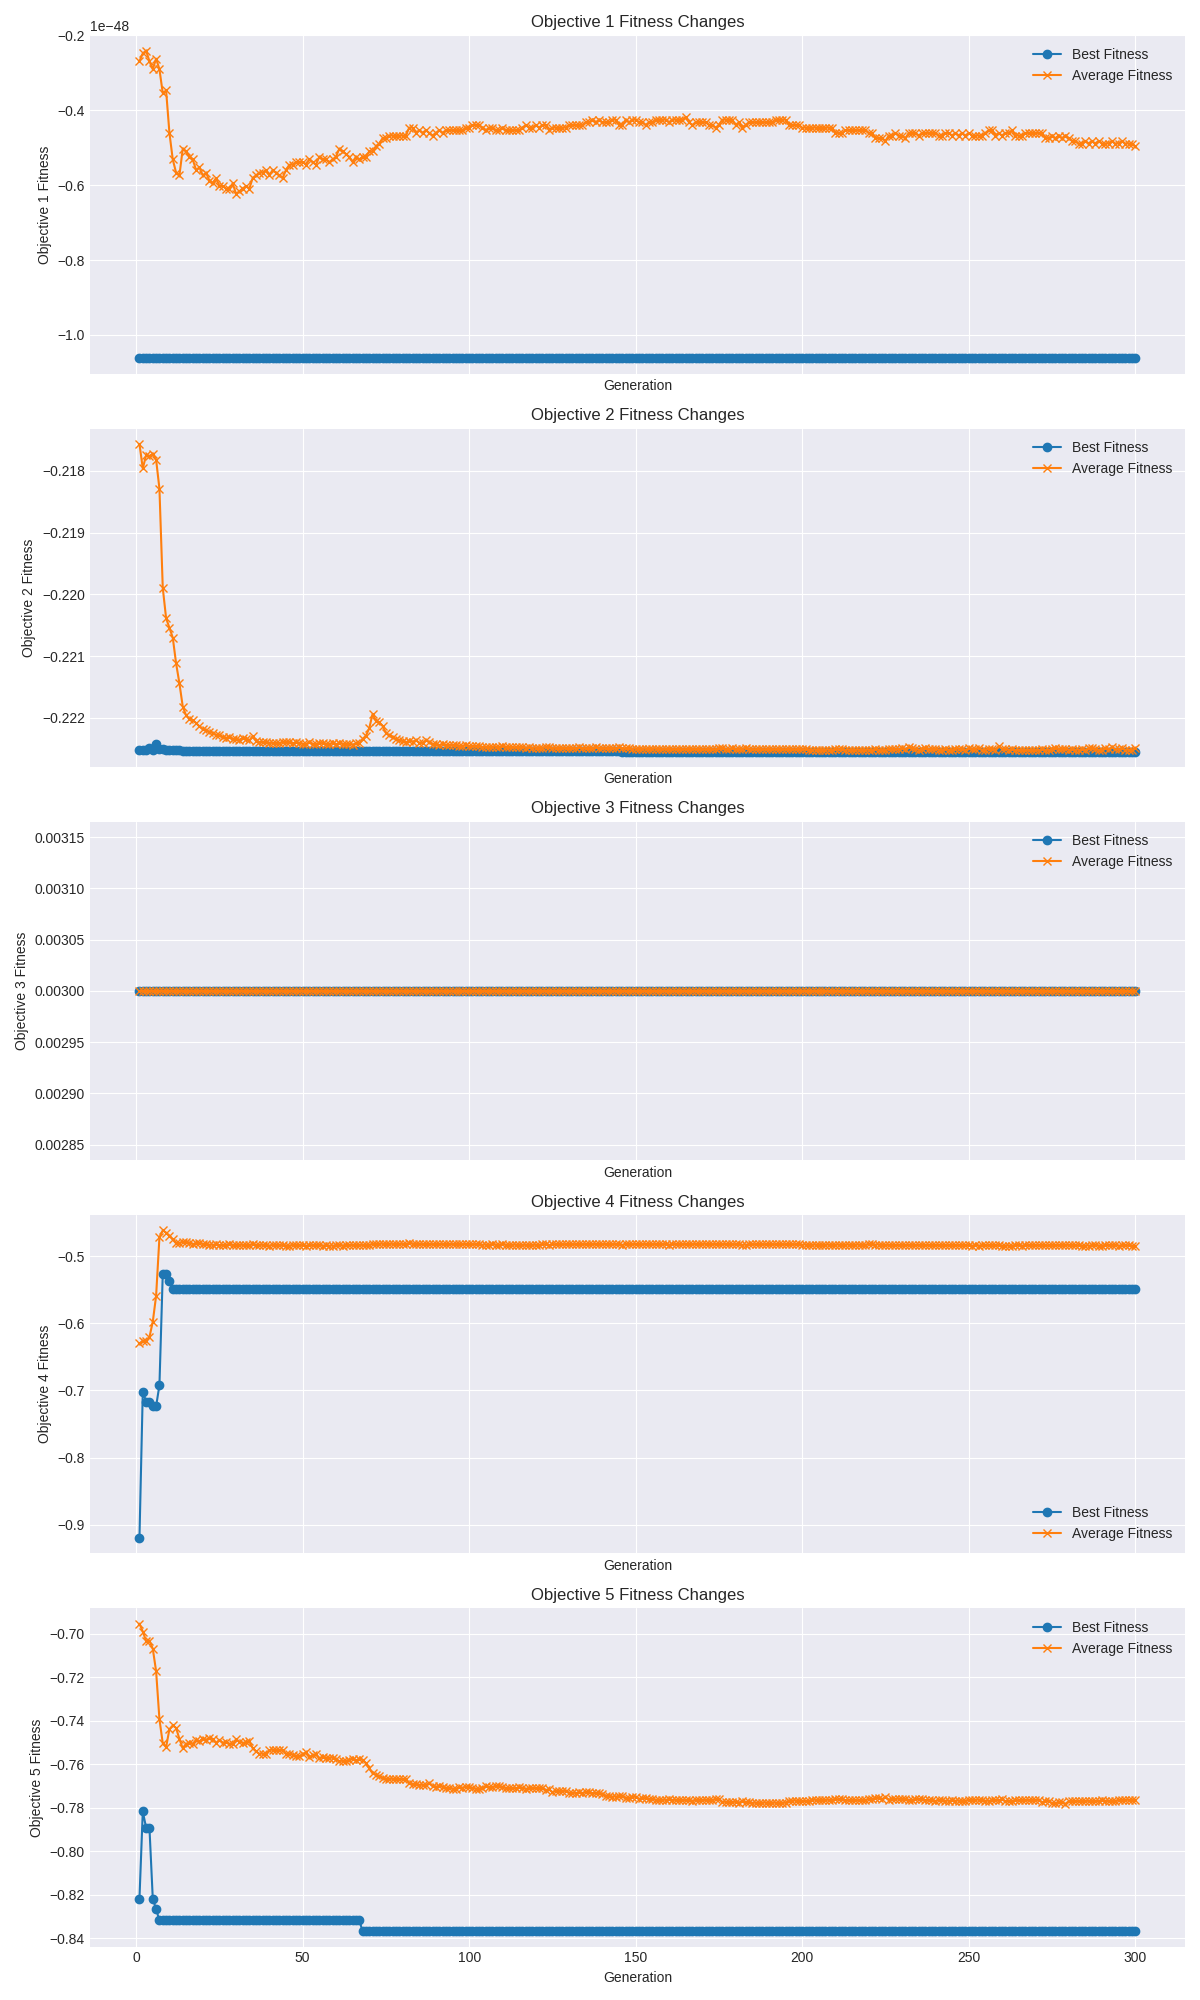 Objective 1 Fitness Changes
1e−48
−0.2
−0.4
−0.6
−0.8
−1.0
Objective 1 Fitness
Best Fitness
Average Fitness
Generation
Objective 2 Fitness Changes
−0.218
−0.219
−0.220
−0.221
−0.222
Objective 2 Fitness
Best Fitness
Average Fitness
Generation
Objective 3 Fitness Changes
0.00315
0.00310
0.00305
0.00300
0.00295
0.00290
0.00285
Objective 3 Fitness
Best Fitness
Average Fitness
Generation
Objective 4 Fitness Changes
−0.5
−0.6
−0.7
−0.8
−0.9
Objective 4 Fitness
Best Fitness
Average Fitness
Generation
Objective 5 Fitness Changes
−0.70
−0.72
−0.74
−0.76
−0.78
−0.80
−0.82
−0.84
Objective 5 Fitness
Best Fitness
Average Fitness
0 50 100 150 200 250 300
Generation